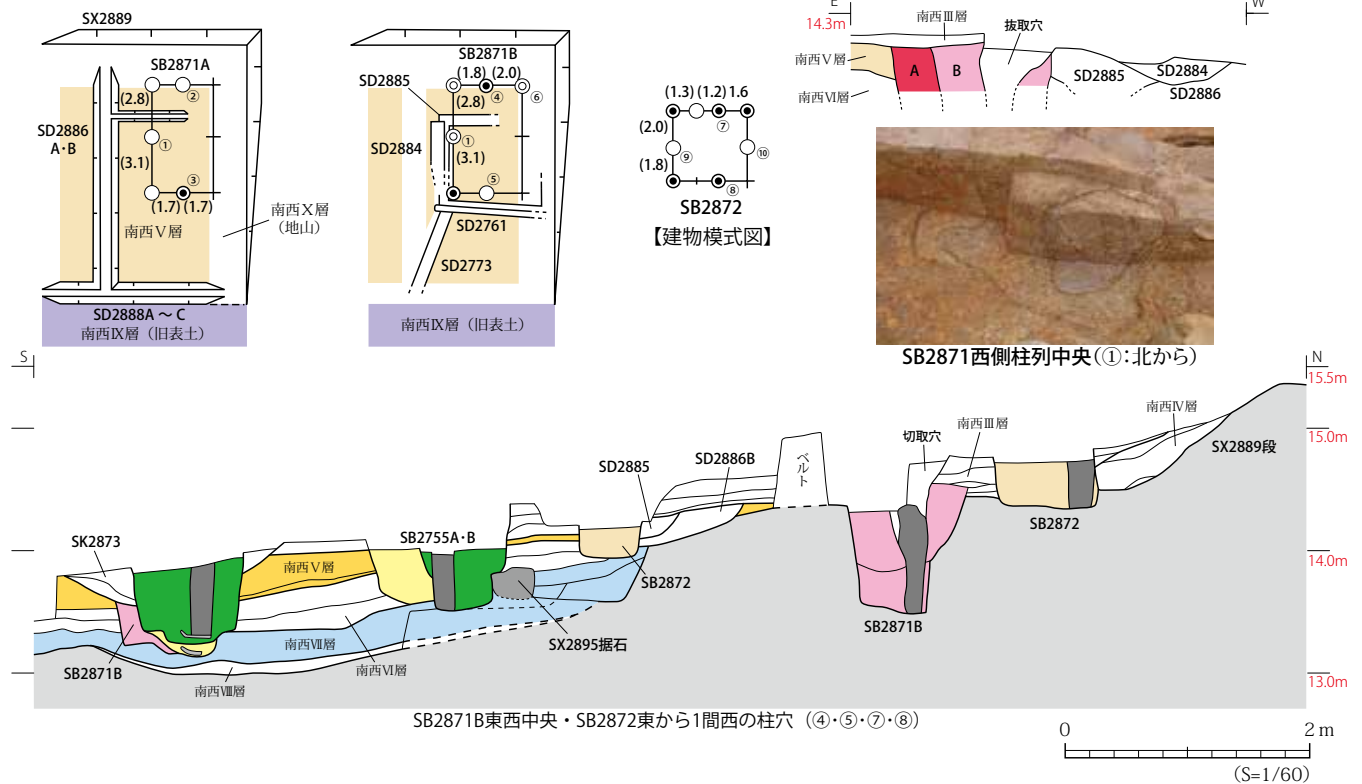 SX2889
SB2871A
(2.8)
②
SD2886
A・B
①
(3.1)
③
(1.7) (1.7)
南西Ⅴ層
南西Ⅹ層
(地山)
SD2888A ～ C
南西Ⅸ層（旧表土）
SB2871B
SD2885
(1.8) (2.0)
④
⑥
(2.8)
①
SD2884
(3.1)
⑤
SD2761
SD2773
南西Ⅸ層（旧表土）
(1.3) (1.2) 1.6
(2.0)
⑦
⑨
⑩
(1.8)
⑧
SB2872
【建物模式図】
E
W
14.3m
南西Ⅲ層
抜取穴
南西Ⅴ層
A
B
SD2885
SD2884
南西Ⅵ層
SD2886
SB2871西側柱列中央(①:北から)
S
N
15.5m
切取穴
南西Ⅲ層
南西Ⅳ層
15.0m
SX2889段
SD2885
SD2886B
ベルト
SK2873
SB2755A・B
SB2872
南西Ⅴ層
SB2872
14.0m
SB2871B
SX2895据石
南西Ⅶ層
SB2871B
南西Ⅵ層
南西Ⅷ層
13.0m
SB2871B東西中央・SB2872東から1間西の柱穴（④・⑤・⑦・⑧）
0
2 m
(S=1/60)